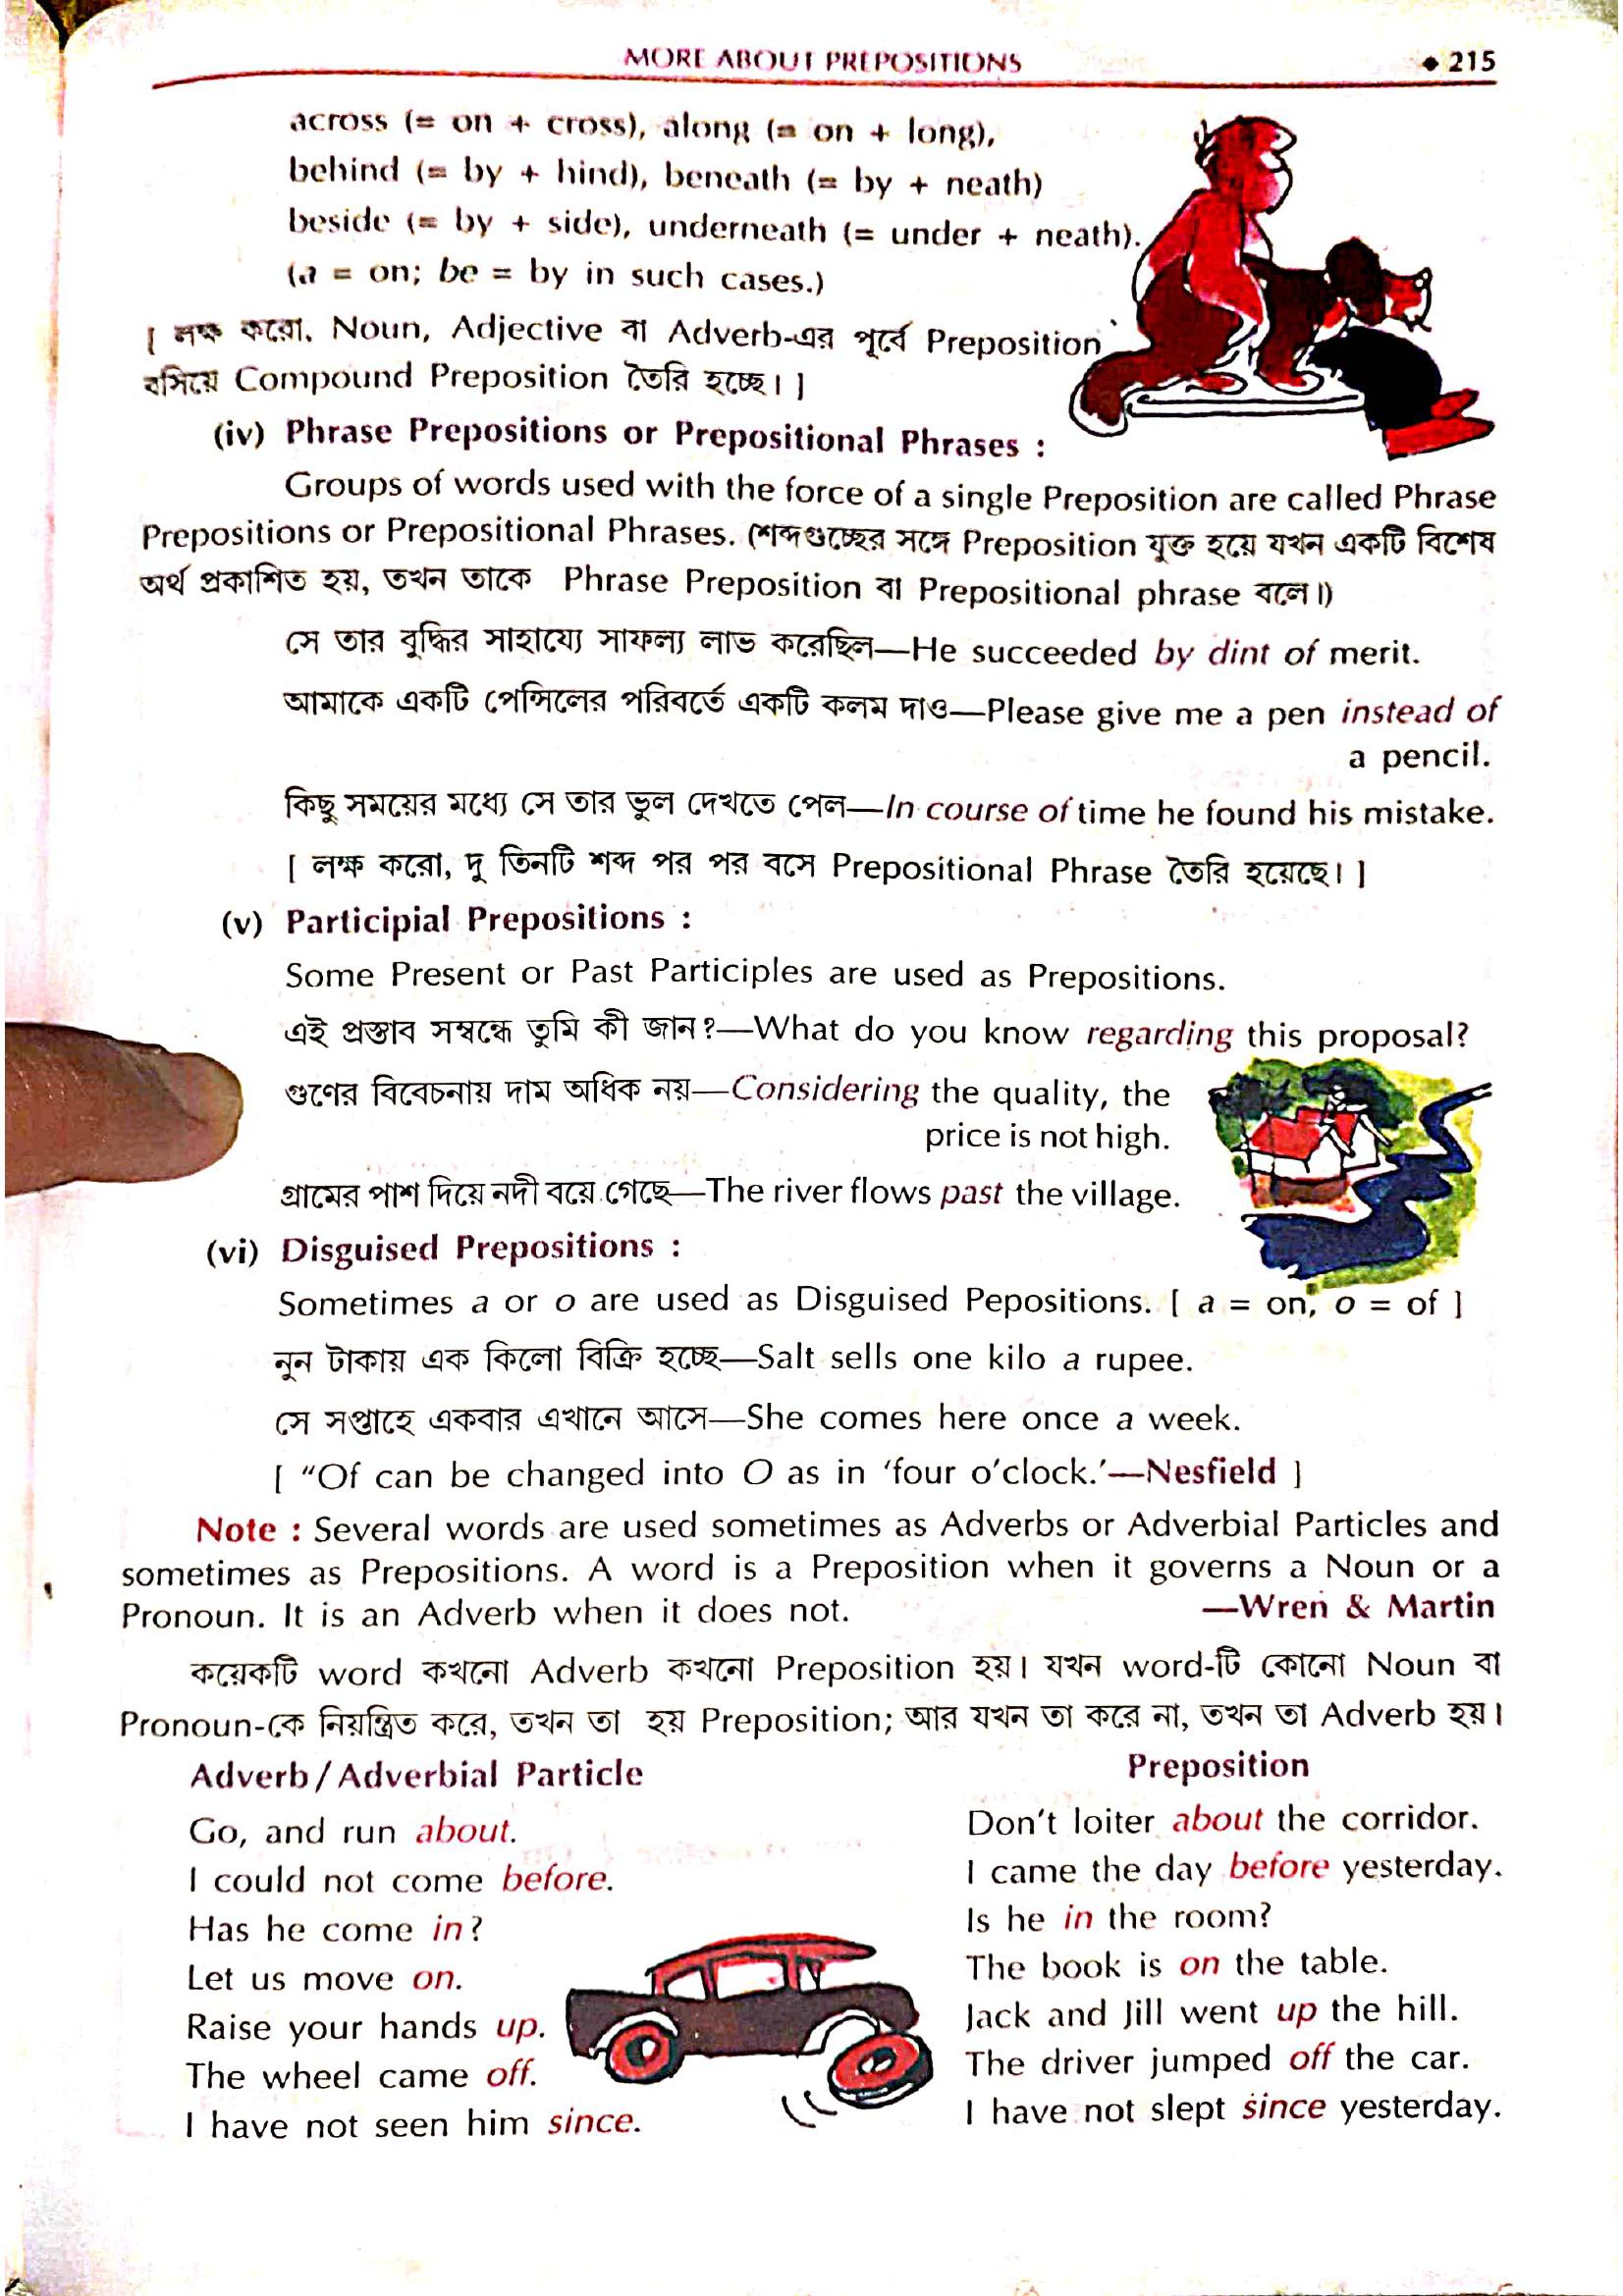 MORE ABOUT PREPOSITIONS ◆ 215
across (= on + cross), along (= on + long),
behind (= by + hind), beneath (= by + neath)
beside (= by + side), underneath (= under + neath).
(a = on; be = by in such cases.)
[ লক্ষ করো, Noun, Adjective বা Adverb-এর পূর্বে Preposition
বসিয়ে Compound Preposition তৈরি হচ্ছে। ]
(iv) Phrase Prepositions or Prepositional Phrases :
Groups of words used with the force of a single Preposition are called Phrase
Prepositions or Prepositional Phrases. (শব্দগুচ্ছের সঙ্গে Preposition যুক্ত হয়ে যখন একটি বিশেষ
অর্থ প্রকাশিত হয়, তখন তাকে Phrase Preposition বা Prepositional phrase বলে।)
সে তার বুদ্ধির সাহায্যে সাফল্য লাভ করেছিল—He succeeded by dint of merit.
আমাকে একটি পেন্সিলের পরিবর্তে একটি কলম দাও—Please give me a pen instead of
a pencil.
কিছু সময়ের মধ্যে সে তার ভুল দেখতে পেল—In course of time he found his mistake.
[ লক্ষ করো, দু তিনটি শব্দ পর পর বসে Prepositional Phrase তৈরি হয়েছে। ]
(v) Participial Prepositions :
Some Present or Past Participles are used as Prepositions.
এই প্রস্তাব সম্বন্ধে তুমি কী জান?—What do you know regarding this proposal?
গুণের বিবেচনায় দাম অধিক নয়—Considering the quality, the
price is not high.
গ্রামের পাশ দিয়ে নদী বয়ে গেছে—The river flows past the village.
(vi) Disguised Prepositions :
Sometimes a or o are used as Disguised Pepositions. [ a = on, o = of ]
নুন টাকায় এক কিলো বিক্রি হচ্ছে—Salt sells one kilo a rupee.
সে সপ্তাহে একবার এখানে আসে—She comes here once a week.
[ “Of can be changed into O as in ‘four o’clock.’—Nesfield ]
Note : Several words are used sometimes as Adverbs or Adverbial Particles and
sometimes as Prepositions. A word is a Preposition when it governs a Noun or a
Pronoun. It is an Adverb when it does not. —Wren & Martin
কয়েকটি word কখনো Adverb কখনো Preposition হয়। যখন word-টি কোনো Noun বা
Pronoun-কে নিয়ন্ত্রিত করে, তখন তা হয় Preposition; আর যখন তা করে না, তখন তা Adverb হয়।
Adverb/Adverbial Particle Preposition
Go, and run about. Don’t loiter about the corridor.
I could not come before. I came the day before yesterday.
Has he come in? Is he in the room?
Let us move on. The book is on the table.
Raise your hands up. Jack and Jill went up the hill.
The wheel came off. The driver jumped off the car.
I have not seen him since. I have not slept since yesterday.